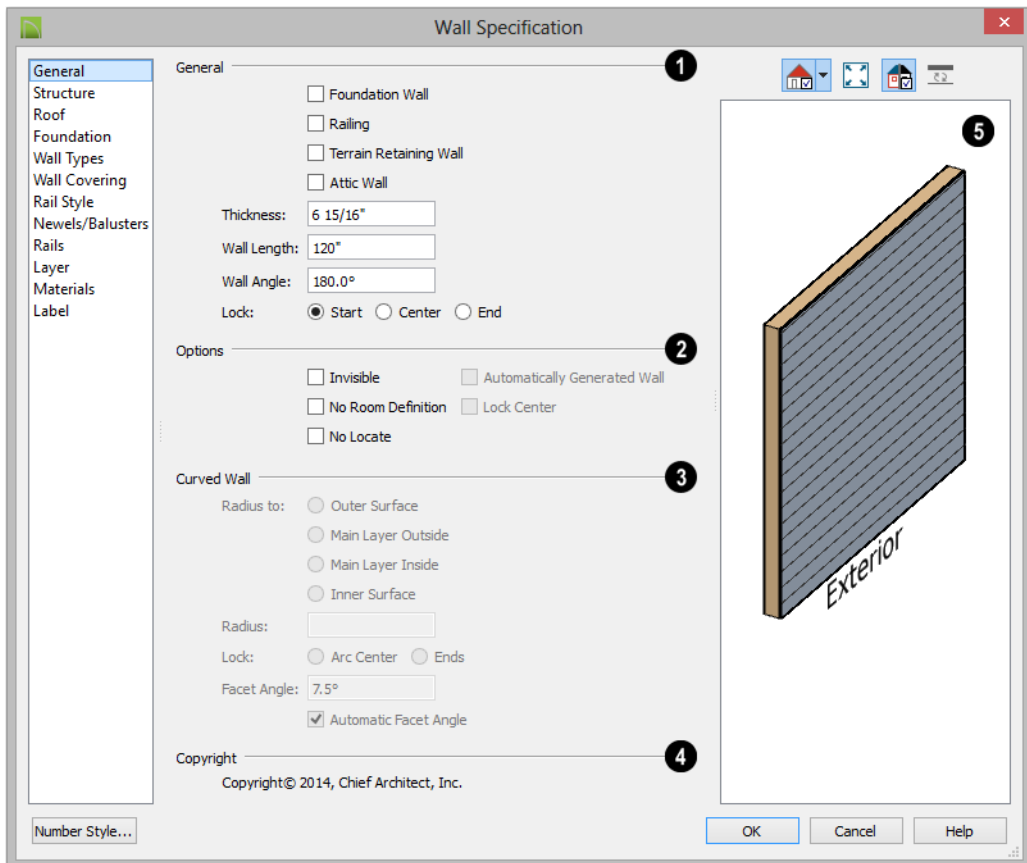 Wall Specification
General
Structure
Roof
Foundation
Wall Types
Wall Covering
Rail Style
Newels/Balusters
Rails
Layer
Materials
Label
General 1
Foundation Wall
Railing
Terrain Retaining Wall
Attic Wall
Thickness: 6 15/16"
Wall Length: 120"
Wall Angle: 180.0°
Lock: Start Center End
Options 2
Invisible Automatically Generated Wall
No Room Definition Lock Center
No Locate
Curved Wall 3
Radius to: Outer Surface
Main Layer Outside
Main Layer Inside
Inner Surface
Radius:
Lock: Arc Center Ends
Facet Angle: 7.5°
Automatic Facet Angle
Copyright 4
Copyright© 2014, Chief Architect, Inc.
5
Exterior
Number Style... OK Cancel Help